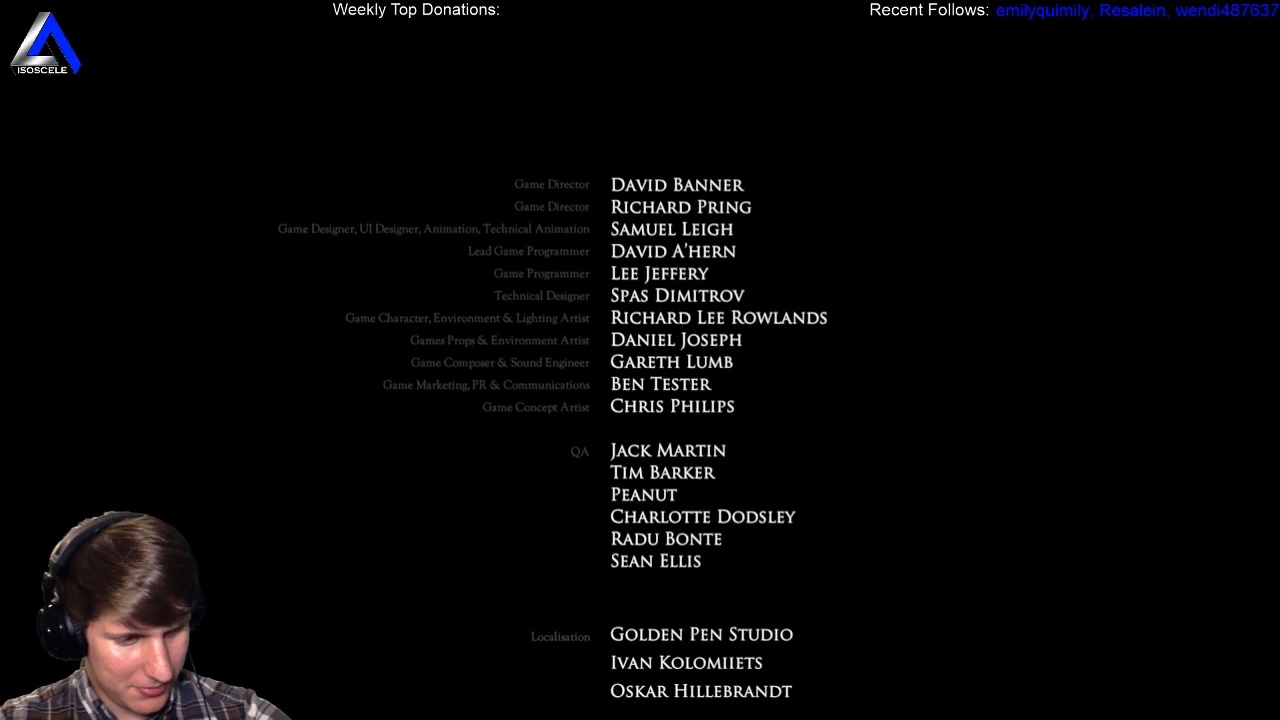 Weekly Top Donations:
Recent Follows: emilyquimily, Resalein, wendi487637
ISOSCELE
Game Director DAVID BANNER
Game Director RICHARD PRING
Game Designer, UI Designer, Animation, Technical Animation SAMUEL LEIGH
Lead Game Programmer DAVID A'HERN
Game Programmer LEE JEFFERY
Technical Designer SPAS DIMITROV
Game Character, Environment & Lighting Artist RICHARD LEE ROWLANDS
Games Props & Environment Artist DANIEL JOSEPH
Game Composer & Sound Engineer GARETH LUMB
Game Marketing, PR & Communications BEN TESTER
Game Concept Artist CHRIS PHILIPS
QA JACK MARTIN
TIM BARKER
PEANUT
CHARLOTTE DODSLEY
RADU BONTE
SEAN ELLIS
Localisation GOLDEN PEN STUDIO
IVAN KOLOMIIETS
OSKAR HILLEBRANDT